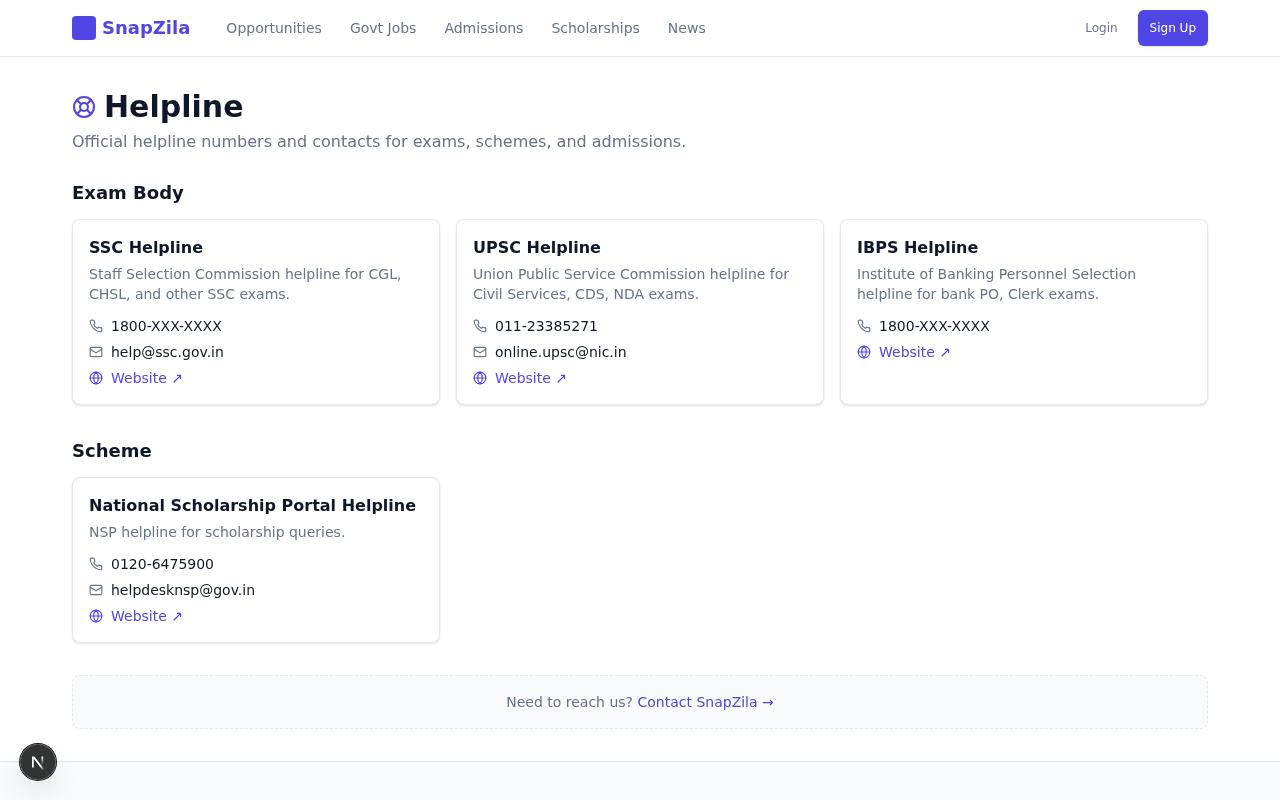 SnapZila
Opportunities
Govt Jobs
Admissions
Scholarships
News
Login
Sign Up
Helpline
Official helpline numbers and contacts for exams, schemes, and admissions.
Exam Body
SSC Helpline
Staff Selection Commission helpline for CGL,
CHSL, and other SSC exams.
1800-XXX-XXXX
help@ssc.gov.in
Website ↗
UPSC Helpline
Union Public Service Commission helpline for
Civil Services, CDS, NDA exams.
011-23385271
online.upsc@nic.in
Website ↗
IBPS Helpline
Institute of Banking Personnel Selection
helpline for bank PO, Clerk exams.
1800-XXX-XXXX
Website ↗
Scheme
National Scholarship Portal Helpline
NSP helpline for scholarship queries.
0120-6475900
helpdesknsp@gov.in
Website ↗
Need to reach us? Contact SnapZila →
N